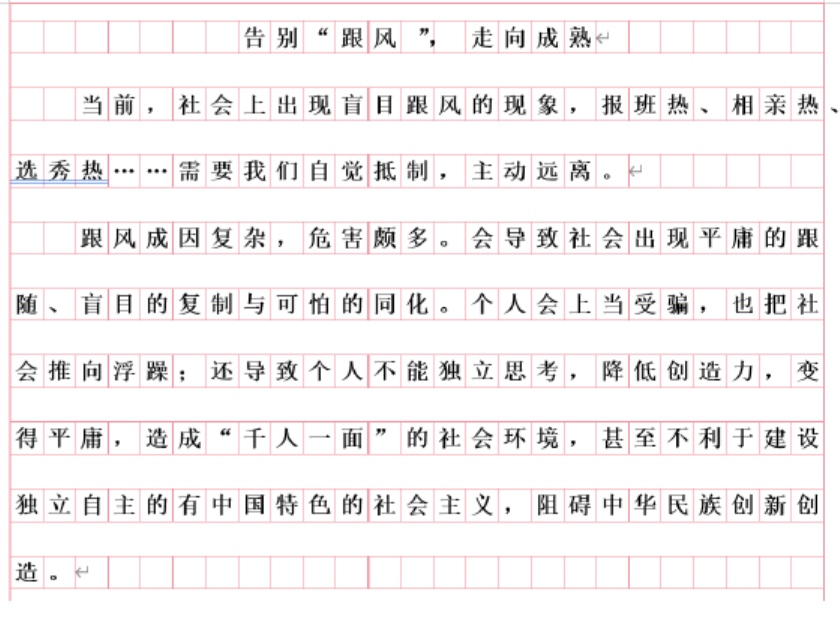 告别“跟风”，走向成熟
当前，社会上出现盲目跟风的现象，报班热、相亲热、
选秀热……需要我们自觉抵制，主动远离。
跟风成因复杂，危害颇多。会导致社会出现平庸的跟
随、盲目的复制与可怕的同化。个人会上当受骗，也把社
会推向浮躁；还导致个人不能独立思考，降低创造力，变
得平庸，造成“千人一面”的社会环境，甚至不利于建设
独立自主的有中国特色的社会主义，阻碍中华民族创新创
造。